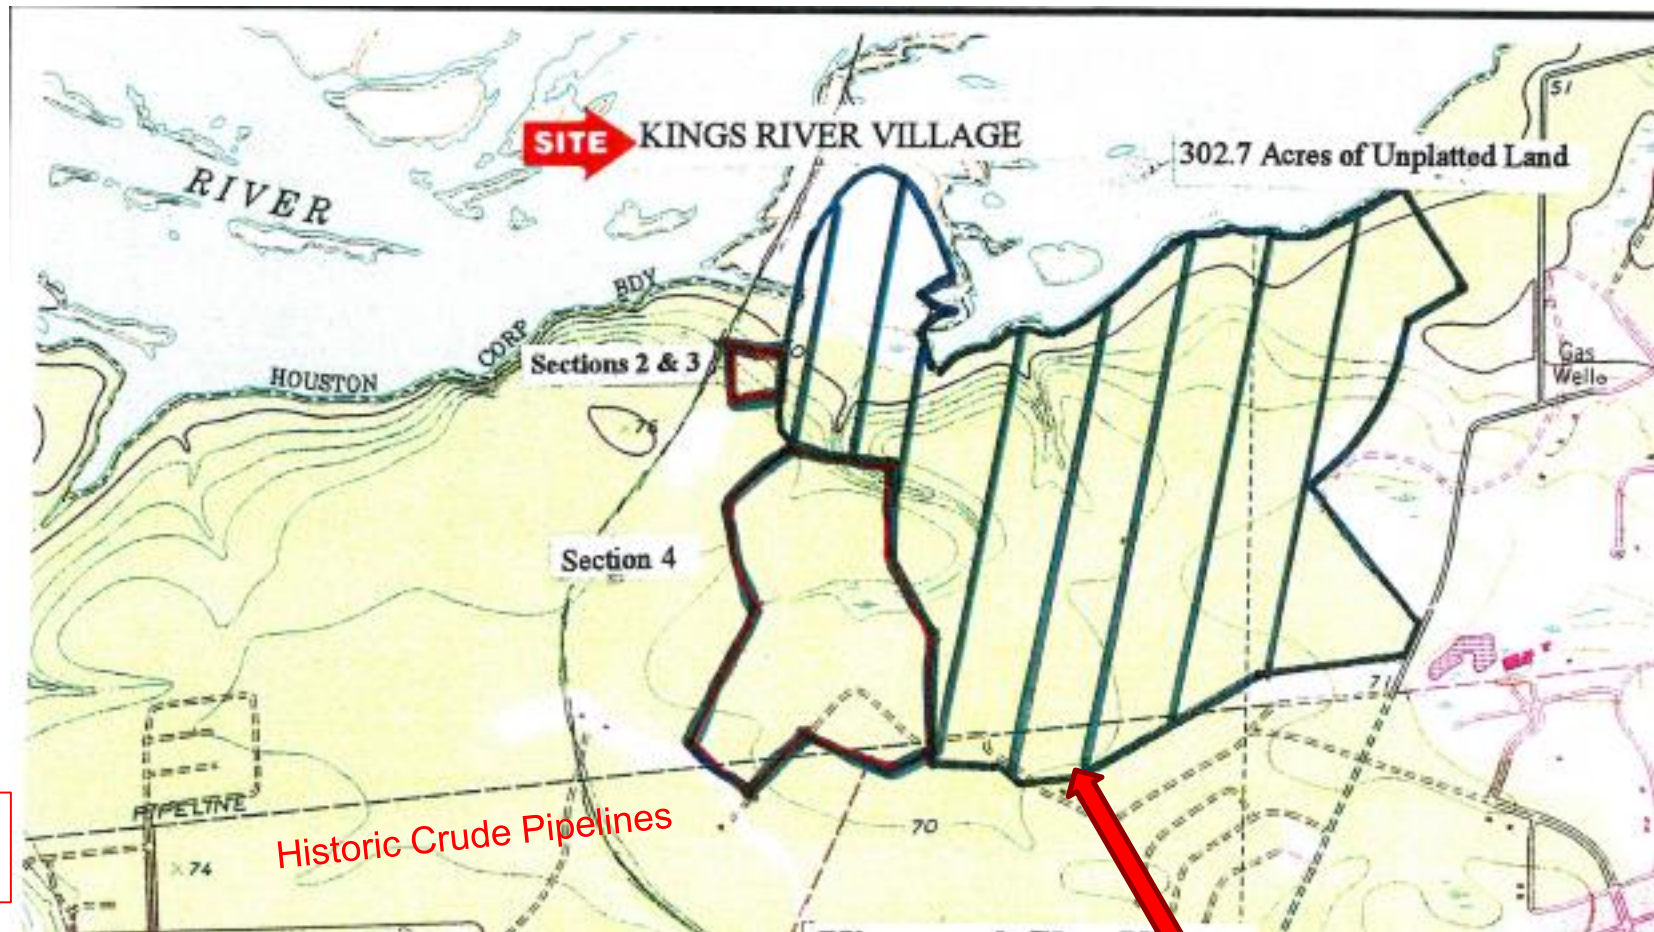 SITE
KINGS RIVER VILLAGE
51
302.7 Acres of Unplatted Land
RIVER
BDY
CORP
HOUSTON
Sections 2 & 3
Gas
Well
76
Section 4
71
PIPELINE
Historic Crude Pipelines
70
74